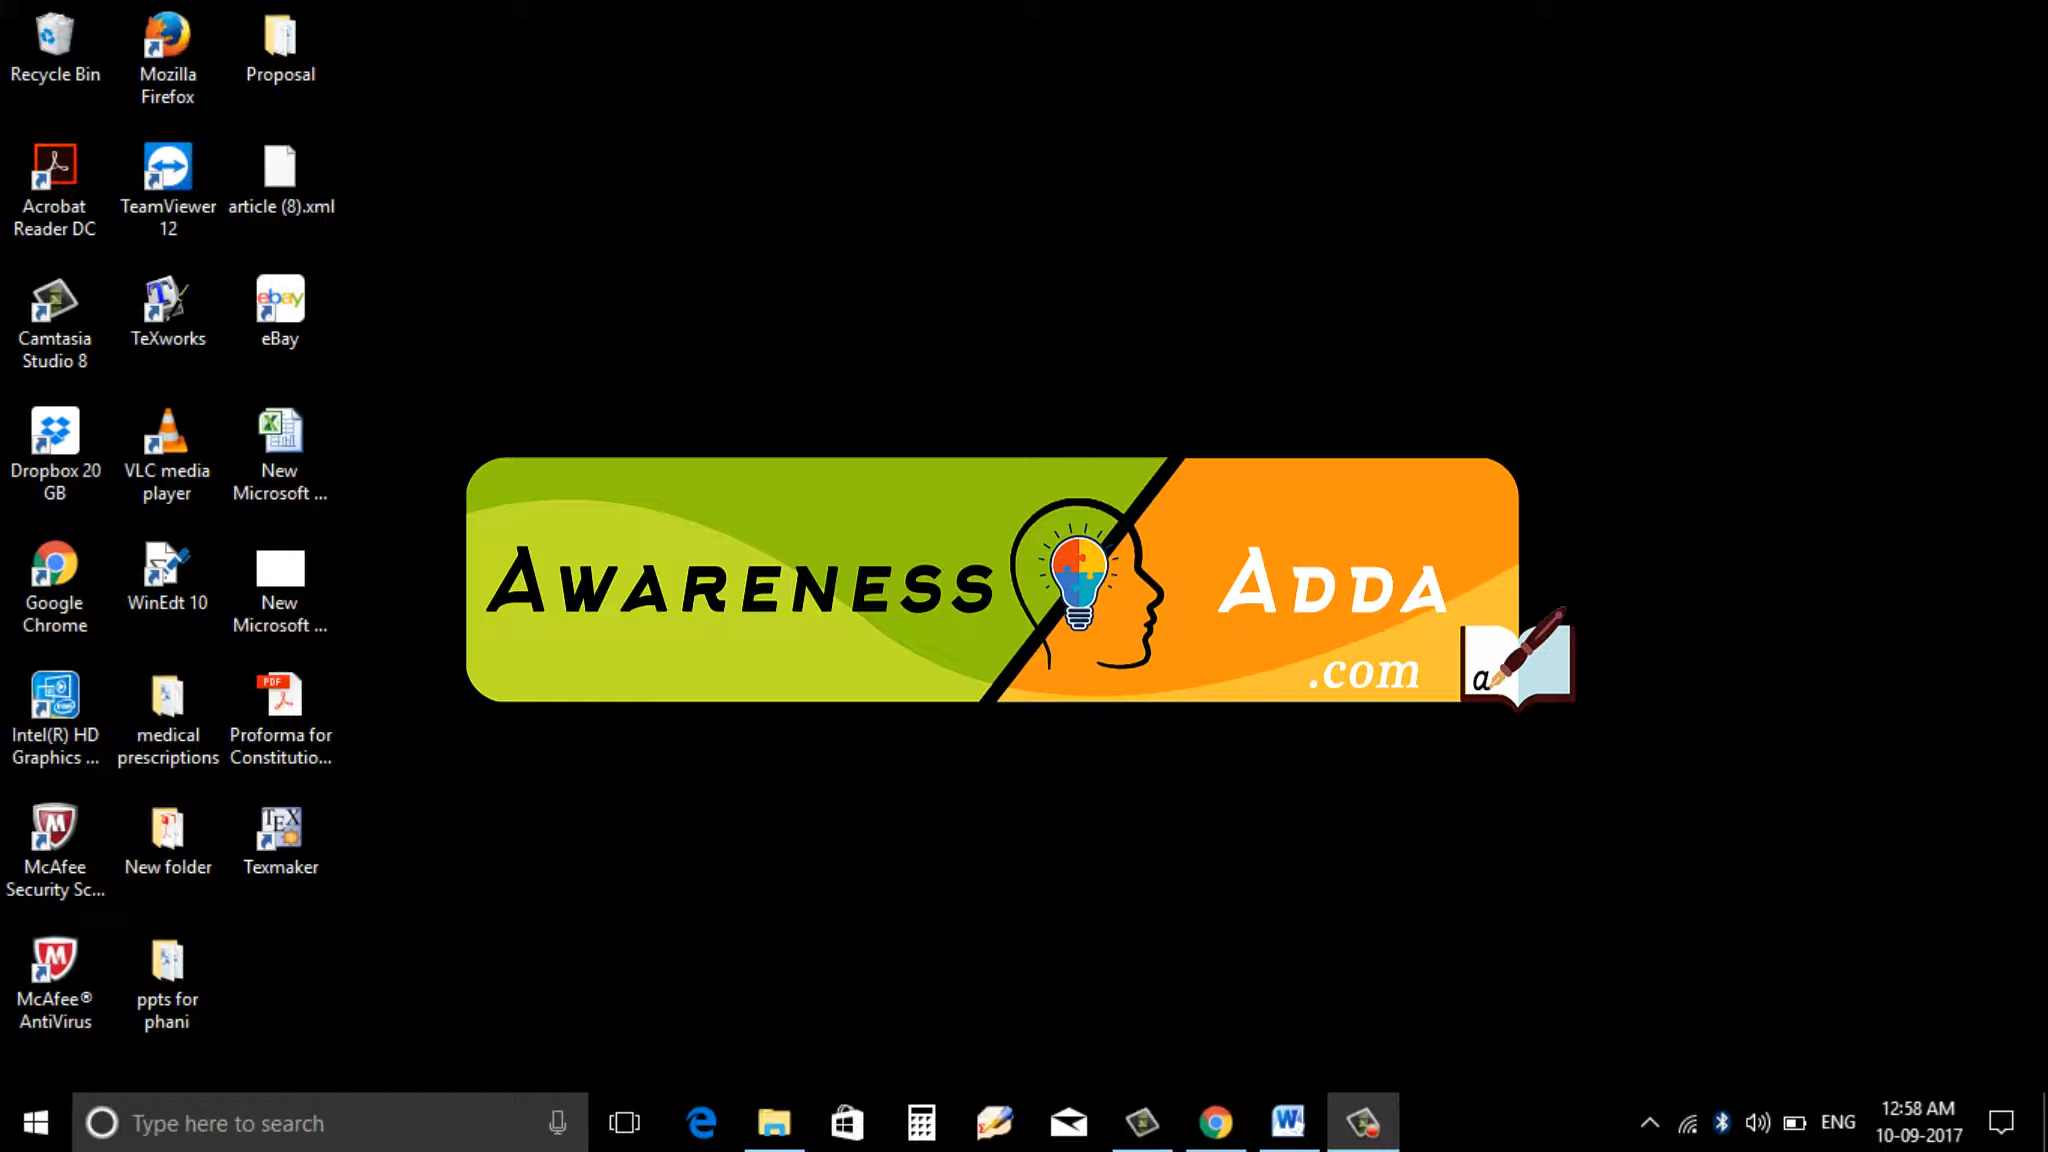 Recycle Bin
Mozilla
Firefox
Proposal
Acrobat
Reader DC
TeamViewer
12
article (8).xml
Camtasia
Studio 8
TeXworks
ebay
eBay
Dropbox 20
GB
VLC media
player
New
Microsoft ...
Google
Chrome
WinEdt 10
New
Microsoft ...
Intel(R) HD
Graphics ...
medical
prescriptions
PDF
Proforma for
Constitutio...
McAfee
Security Sc...
New folder
TEX
Texmaker
McAfee®
AntiVirus
ppts for
phani
AWARENESS
ADDA
.com
a
Type here to search
ENG
12:58 AM
10-09-2017